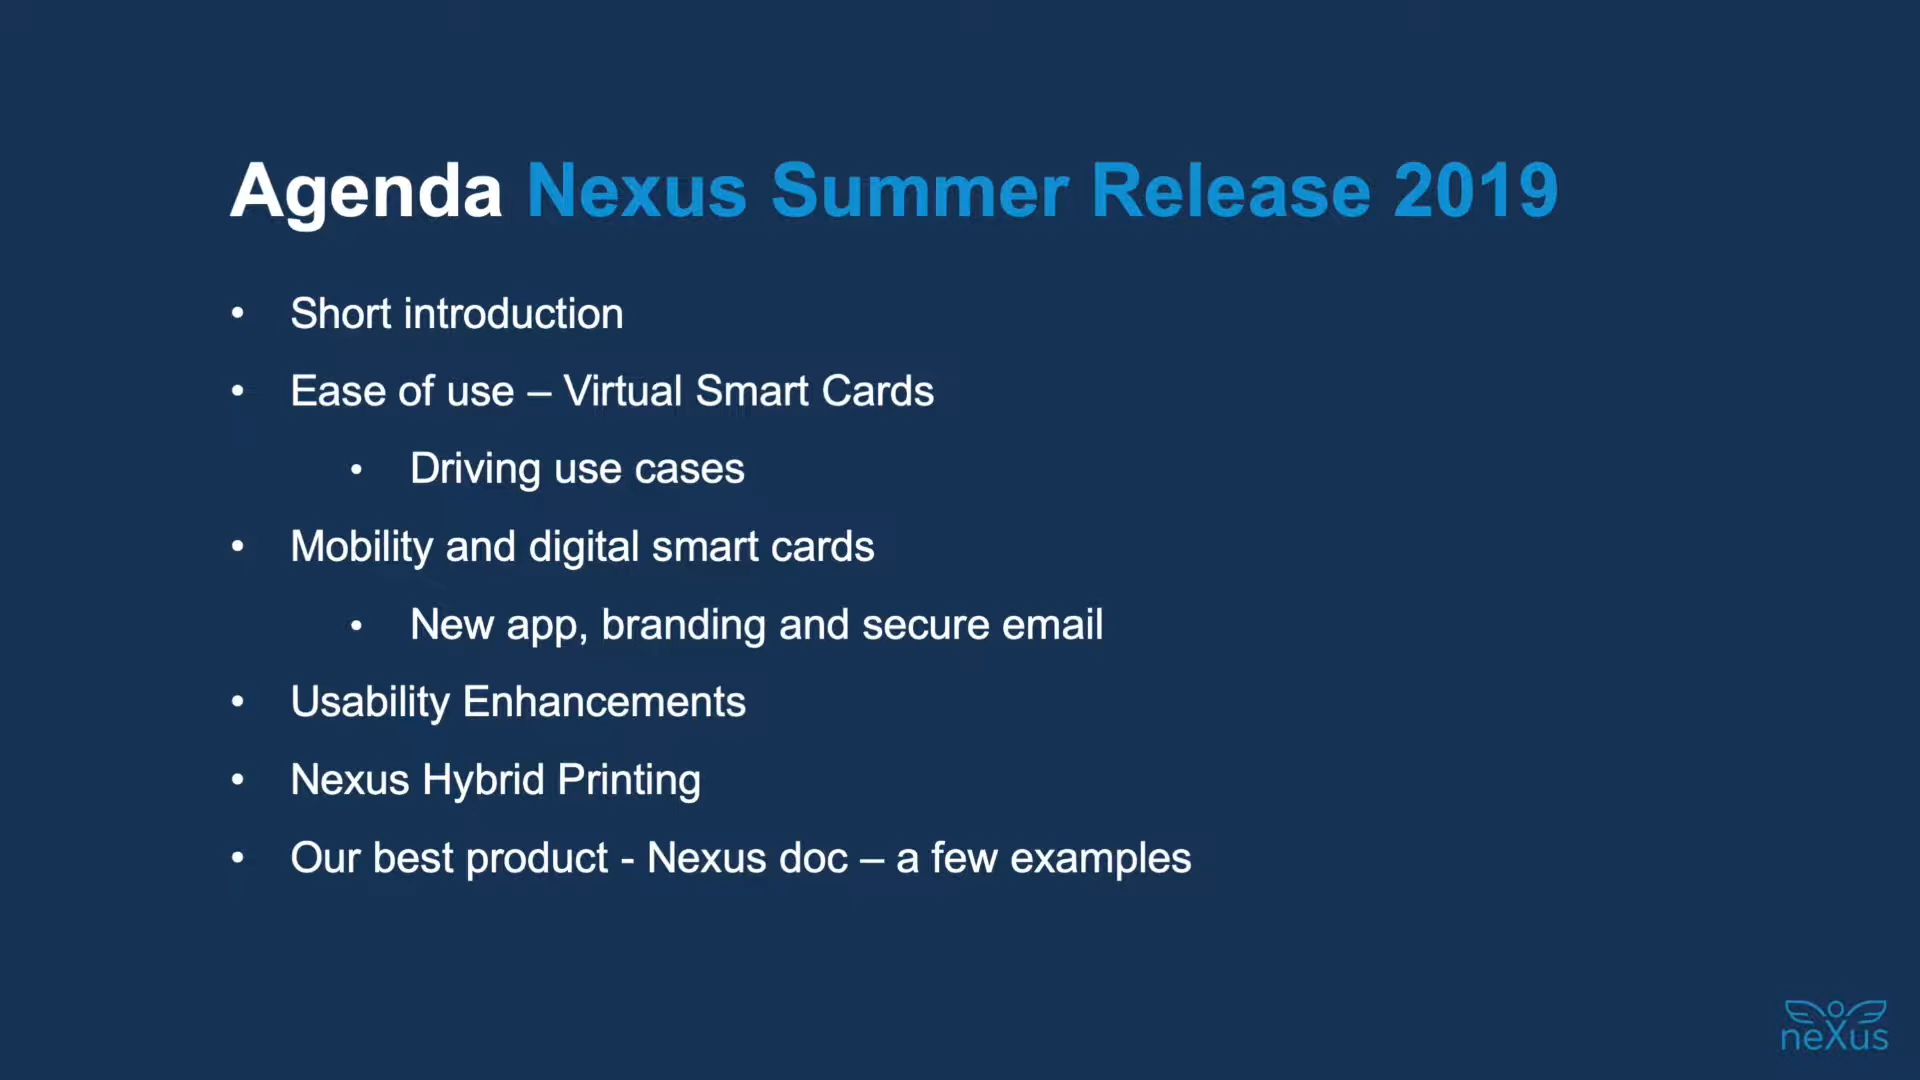 Agenda Nexus Summer Release 2019
• Short introduction
• Ease of use – Virtual Smart Cards
• Driving use cases
• Mobility and digital smart cards
• New app, branding and secure email
• Usability Enhancements
• Nexus Hybrid Printing
• Our best product - Nexus doc – a few examples
neXus